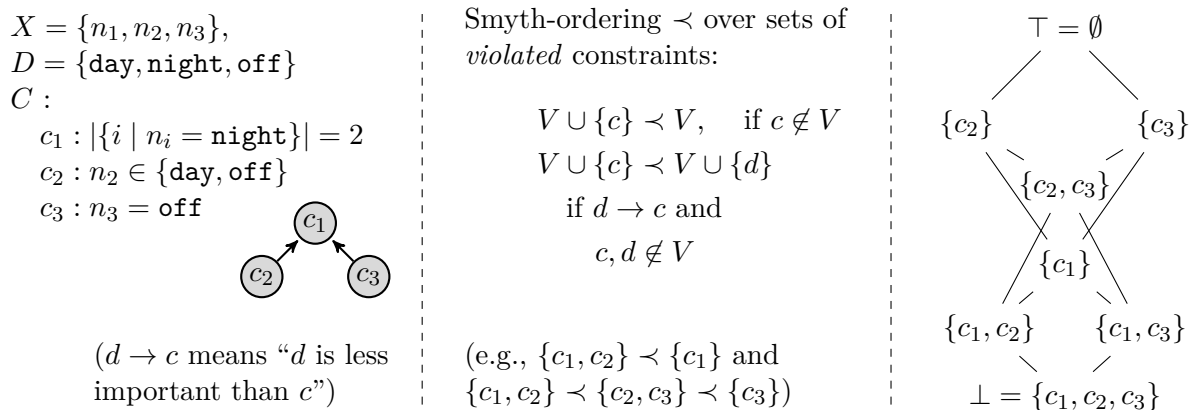 X = {n₁, n₂, n₃},
D = {day, night, off}
C :
c₁ : |{i | nᵢ = night}| = 2
c₂ : n₂ ∈ {day, off}
c₃ : n₃ = off
c₁
c₂ c₃
(d → c means “d is less
important than c”)
Smyth-ordering ≺ over sets of
violated constraints:
V ∪ {c} ≺ V, if c ∉ V
V ∪ {c} ≺ V ∪ {d}
if d → c and
c, d ∉ V
(e.g., {c₁, c₂} ≺ {c₁} and
{c₁, c₂} ≺ {c₂, c₃} ≺ {c₃})
⊤ = ∅
{c₂} {c₃}
{c₂, c₃}
{c₁}
{c₁, c₂} {c₁, c₃}
⊥ = {c₁, c₂, c₃}